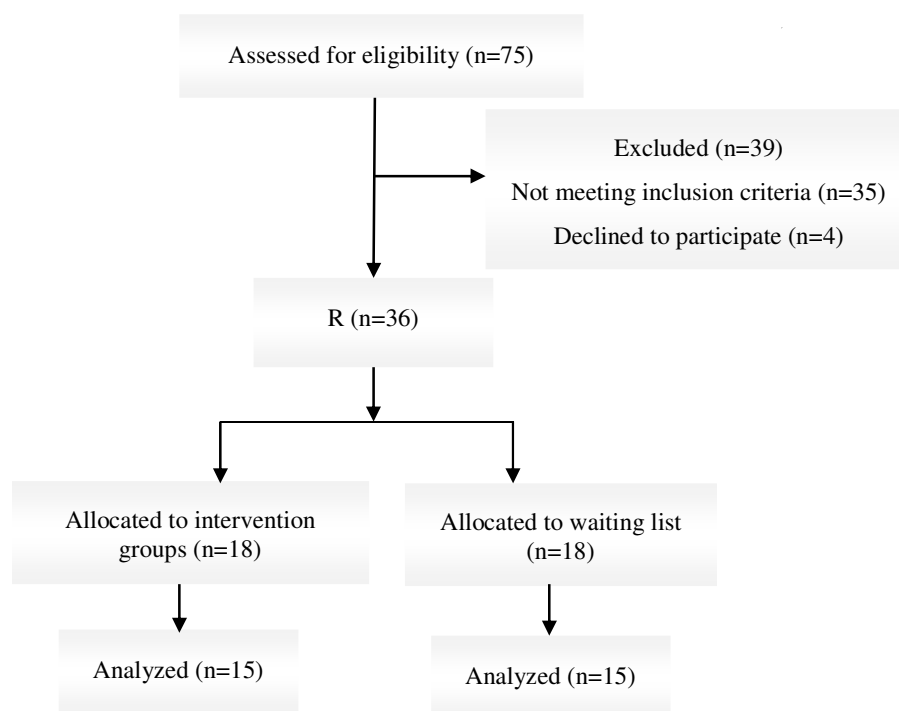 Assessed for eligibility (n=75)
Excluded (n=39)
Not meeting inclusion criteria (n=35)
Declined to participate (n=4)
R (n=36)
Allocated to intervention
groups (n=18)
Allocated to waiting list
(n=18)
Analyzed (n=15)
Analyzed (n=15)